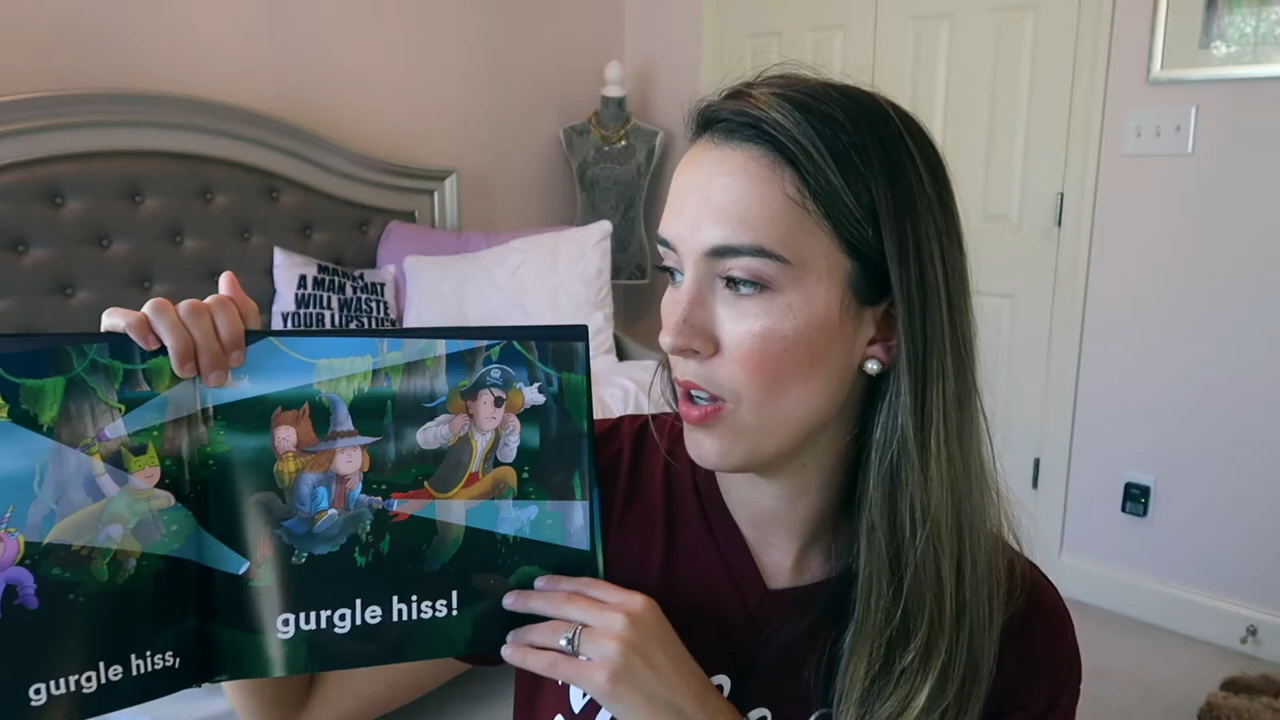 MARRY
A MAN THAT
WILL WASTE
YOUR LIPSTICK
gurgle hiss,
gurgle hiss!